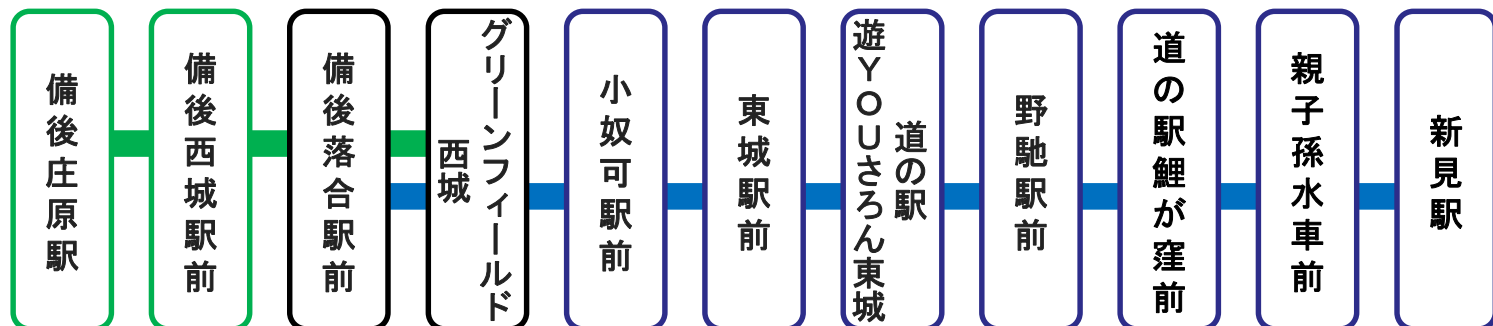 備後庄原駅
備後西城駅前
備後落合駅前
グリーンフィールド
西城
小奴可駅前
東城駅前
道の駅
遊YOUさろん東城
野馳駅前
道の駅鯉が窪前
親子孫水車前
新見駅